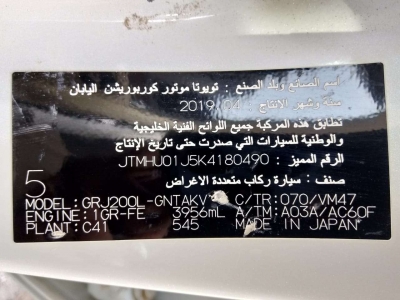 اسم الصانع وبلد الصنع : تويوتا موتور كوربوريشن اليابان
سنة وشهر الانتاج : 2019/04
تطابق هذه المركبة جميع اللوائح الفنية الخليجية
والوطنية للسيارات التي صدرت حتى تاريخ الإنتاج
الرقم المميز : JTMHU01J5K4180490
صنف : سيارة ركاب متعددة الاغراض
5
MODEL: GRJ200L-GNTAKV C/TR: 070/VM47
ENGINE: 1GR-FE 3956mL A/TM: A03A/AC60F
PLANT: C41 545 MADE IN JAPAN